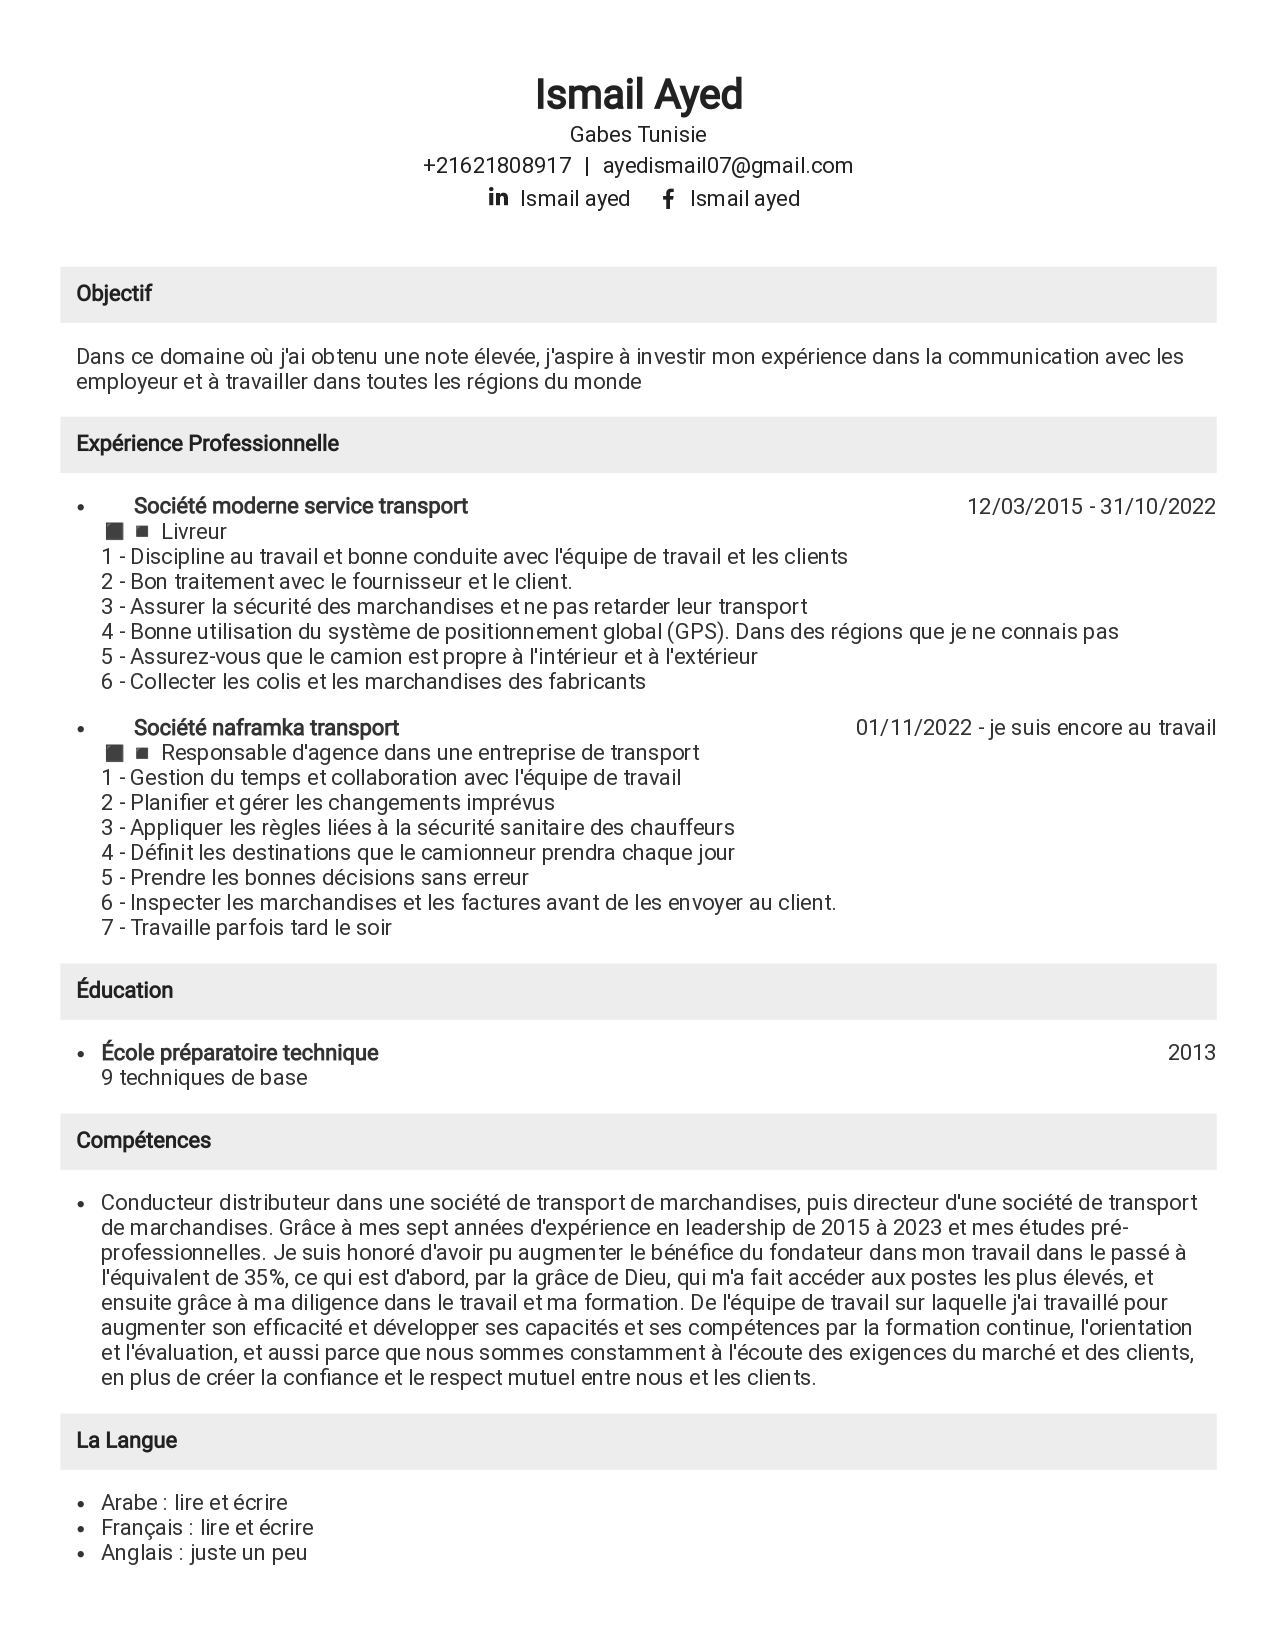 Ismail Ayed
Gabes Tunisie
+21621808917 | ayedismail07@gmail.com
Ismail ayed Ismail ayed
Objectif
Dans ce domaine où j'ai obtenu une note élevée, j'aspire à investir mon expérience dans la communication avec les
employeur et à travailler dans toutes les régions du monde
Expérience Professionnelle
• Société moderne service transport 12/03/2015 - 31/10/2022
⬛ ◾ Livreur
1 - Discipline au travail et bonne conduite avec l'équipe de travail et les clients
2 - Bon traitement avec le fournisseur et le client.
3 - Assurer la sécurité des marchandises et ne pas retarder leur transport
4 - Bonne utilisation du système de positionnement global (GPS). Dans des régions que je ne connais pas
5 - Assurez-vous que le camion est propre à l'intérieur et à l'extérieur
6 - Collecter les colis et les marchandises des fabricants
• Société naframka transport 01/11/2022 - je suis encore au travail
⬛ ◾ Responsable d'agence dans une entreprise de transport
1 - Gestion du temps et collaboration avec l'équipe de travail
2 - Planifier et gérer les changements imprévus
3 - Appliquer les règles liées à la sécurité sanitaire des chauffeurs
4 - Définit les destinations que le camionneur prendra chaque jour
5 - Prendre les bonnes décisions sans erreur
6 - Inspecter les marchandises et les factures avant de les envoyer au client.
7 - Travaille parfois tard le soir
Éducation
• École préparatoire technique 2013
9 techniques de base
Compétences
• Conducteur distributeur dans une société de transport de marchandises, puis directeur d'une société de transport
de marchandises. Grâce à mes sept années d'expérience en leadership de 2015 à 2023 et mes études pré-
professionnelles. Je suis honoré d'avoir pu augmenter le bénéfice du fondateur dans mon travail dans le passé à
l'équivalent de 35%, ce qui est d'abord, par la grâce de Dieu, qui m'a fait accéder aux postes les plus élevés, et
ensuite grâce à ma diligence dans le travail et ma formation. De l'équipe de travail sur laquelle j'ai travaillé pour
augmenter son efficacité et développer ses capacités et ses compétences par la formation continue, l'orientation
et l'évaluation, et aussi parce que nous sommes constamment à l'écoute des exigences du marché et des clients,
en plus de créer la confiance et le respect mutuel entre nous et les clients.
La Langue
• Arabe : lire et écrire
• Français : lire et écrire
• Anglais : juste un peu